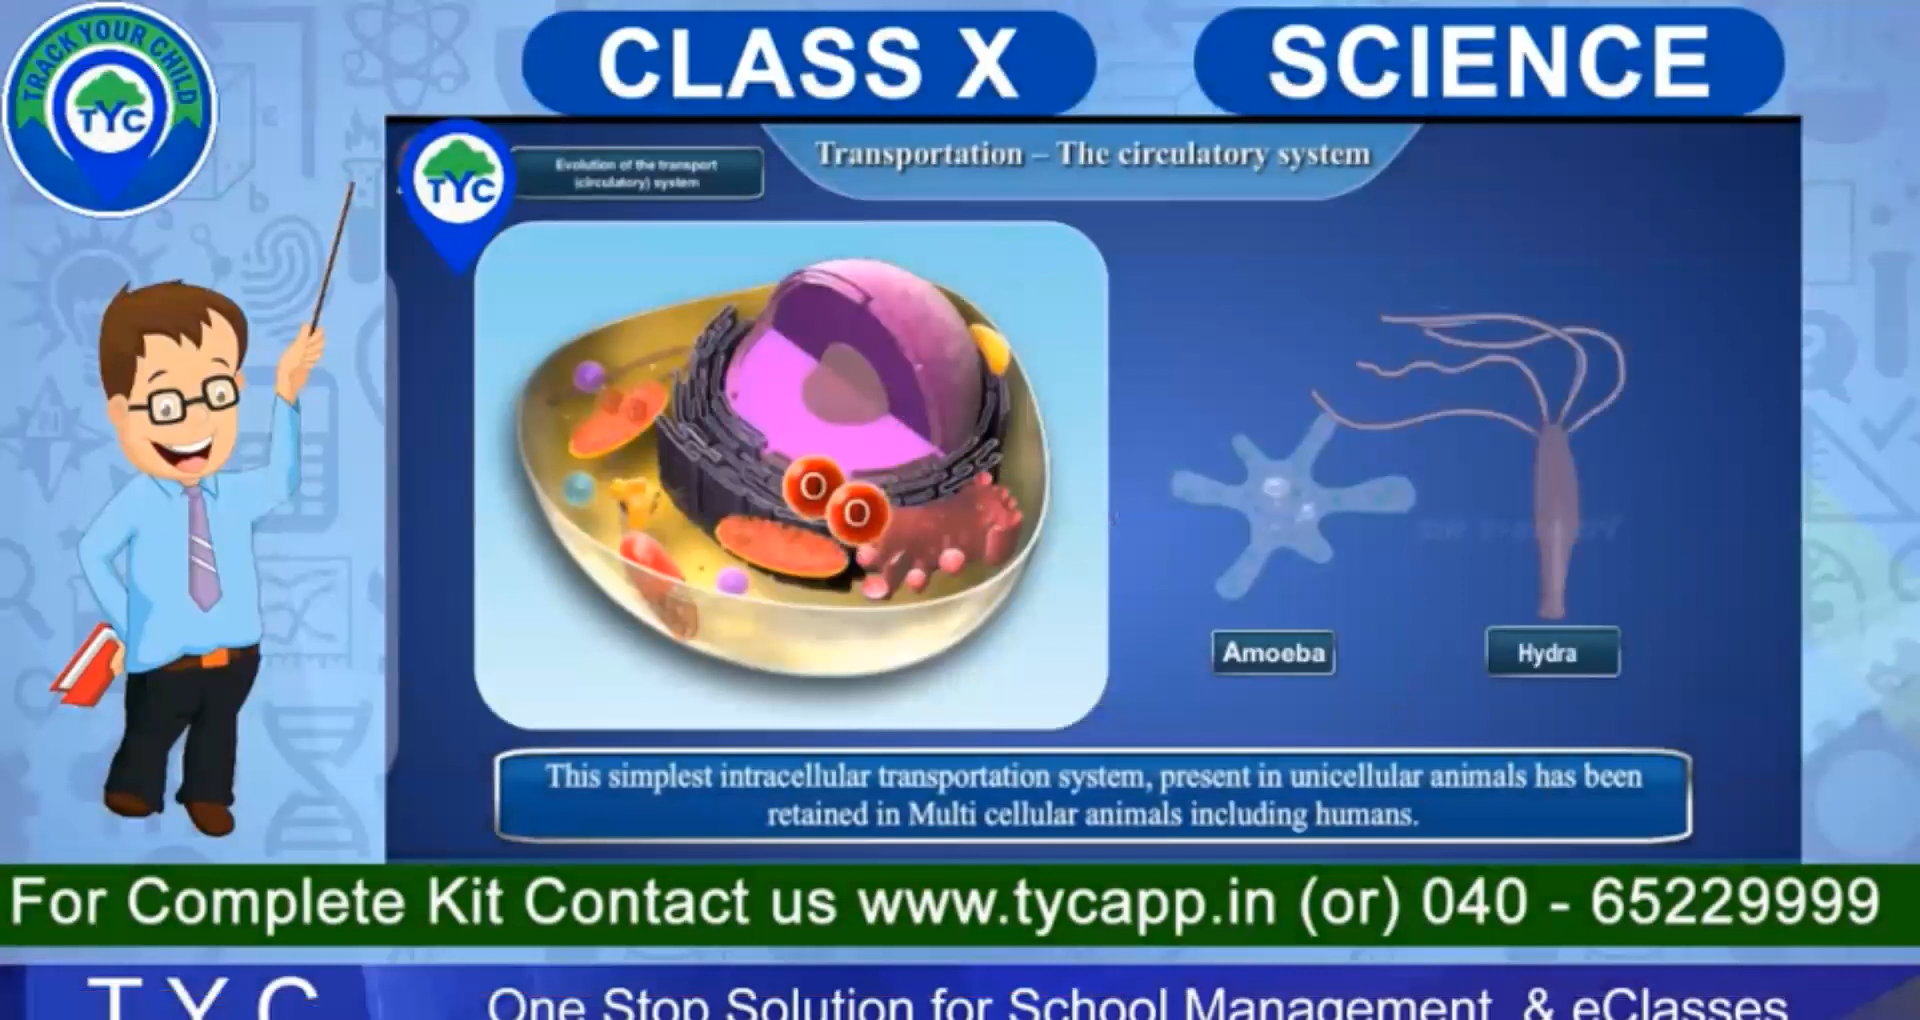 TRACK YOUR CHILD
TYC
CLASS X
SCIENCE
TYC
Evolution of the transport
(circulatory) system
Transportation – The circulatory system
O
O
Amoeba
Hydra
This simplest intracellular transportation system, present in unicellular animals has been
retained in Multi cellular animals including humans.
For Complete Kit Contact us www.tycapp.in (or) 040 - 65229999
T Y C
One Stop Solution for School Management & eClasses